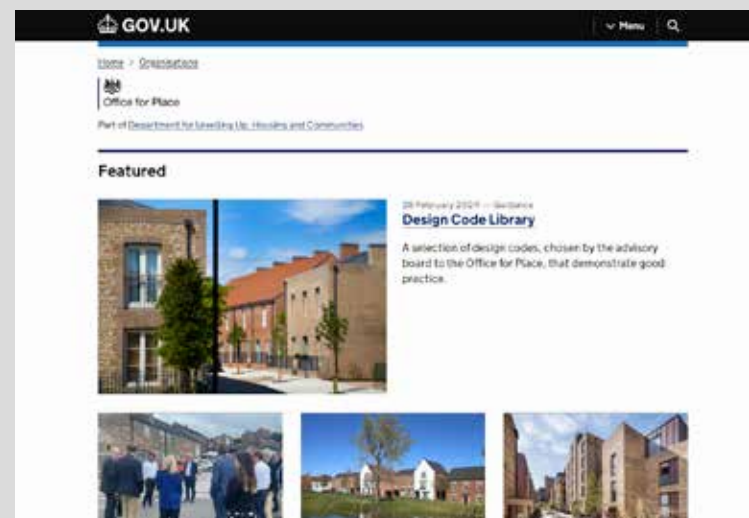 GOV.UK
Menu
Home > Organisations
Office for Place
Part of Department for Levelling Up, Housing and Communities
Featured
28 February 2024 — Guidance
Design Code Library
A selection of design codes, chosen by the advisory
board to the Office for Place, that demonstrate good
practice.